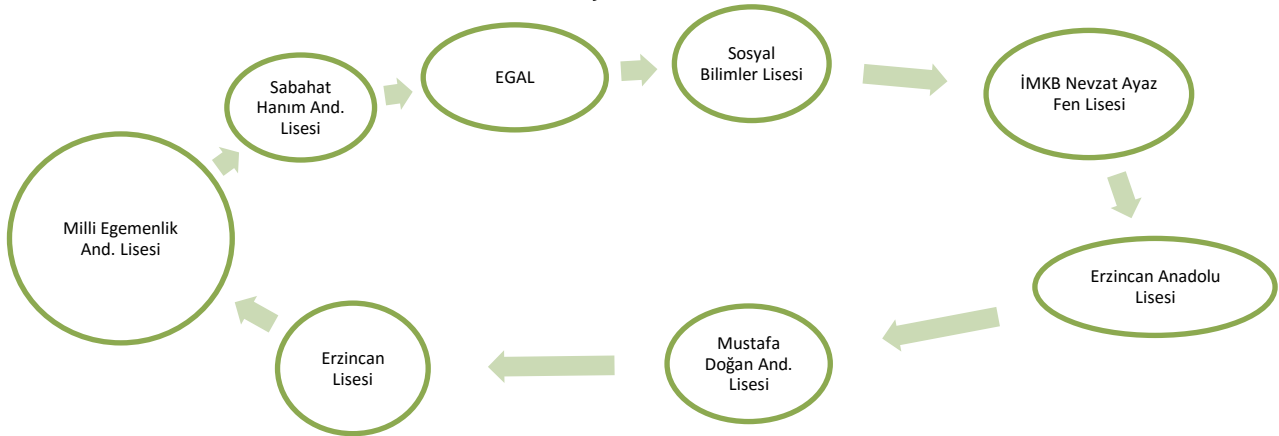 Sabahat
Hanım And.
Lisesi
EGAL
Sosyal
Bilimler Lisesi
İMKB Nevzat Ayaz
Fen Lisesi
Milli Egemenlik
And. Lisesi
Erzincan Anadolu
Lisesi
Mustafa
Doğan And.
Lisesi
Erzincan
Lisesi